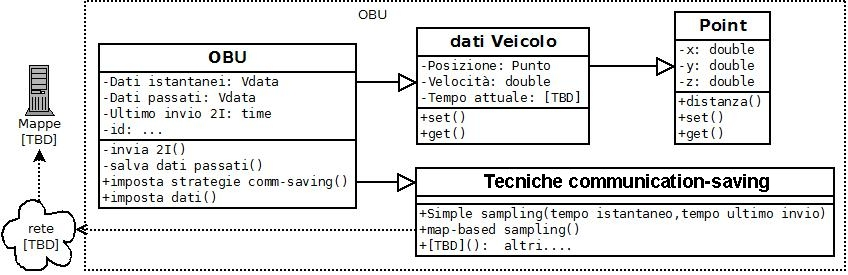 OBU
OBU
-Dati istantanei: Vdata
-Dati passati: Vdata
-Ultimo invio 2I: time
-id: ...
-invia 2I()
-salva dati passati()
+imposta strategie comm-saving()
+imposta dati()
dati Veicolo
-Posizione: Punto
-Velocità: double
-Tempo attuale: [TBD]
+set()
+get()
Point
-x: double
-y: double
-z: double
+distanza()
+set()
+get()
Mappe
[TBD]
rete
[TBD]
Tecniche communication-saving
+Simple sampling(tempo istantaneo,tempo ultimo invio)
+map-based sampling()
+[TBD](): altri....